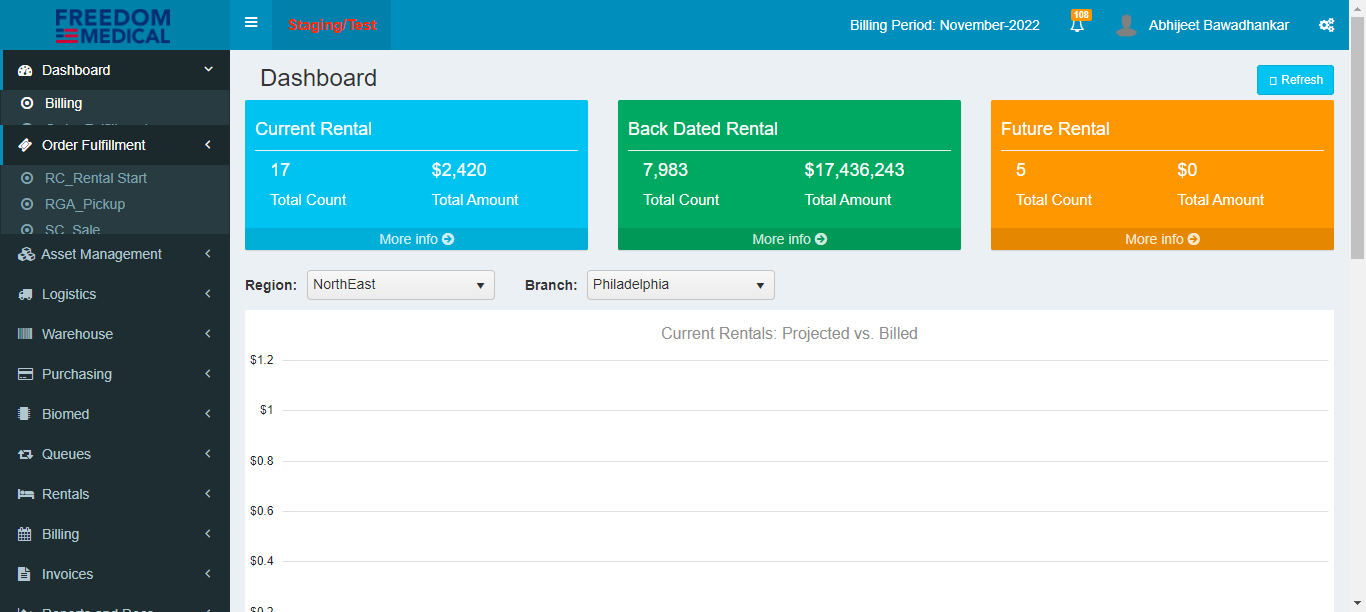 FREEDOM
MEDICAL
Staging/Test
Billing Period: November-2022
108
Abhijeet Bawadhankar
Dashboard
Billing
Order Fulfillment
RC_Rental Start
RGA_Pickup
SC_Sale
Asset Management
Logistics
Warehouse
Purchasing
Biomed
Queues
Rentals
Billing
Invoices
Reports and Docs
Dashboard
Refresh
Current Rental
17 $2,420
Total Count Total Amount
More info
Back Dated Rental
7,983 $17,436,243
Total Count Total Amount
More info
Future Rental
5 $0
Total Count Total Amount
More info
Region: NorthEast Branch: Philadelphia
Current Rentals: Projected vs. Billed
$1.2
$1
$0.8
$0.6
$0.4
$0.2